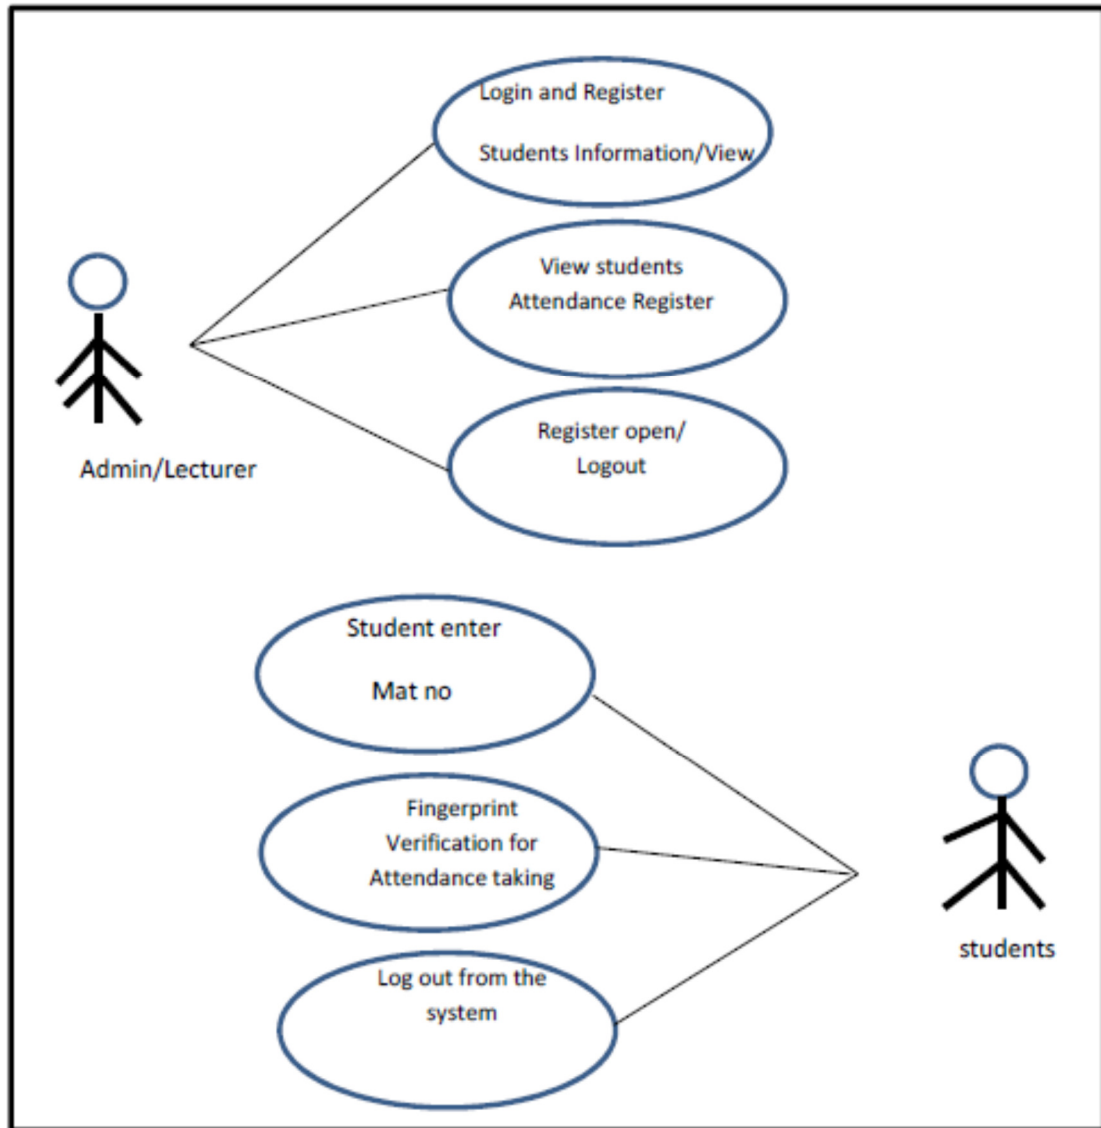 Login and Register
Students Information/View
View students
Attendance Register
Register open/
Logout
Admin/Lecturer
Student enter
Mat no
Fingerprint
Verification for
Attendance taking
Log out from the
system
students